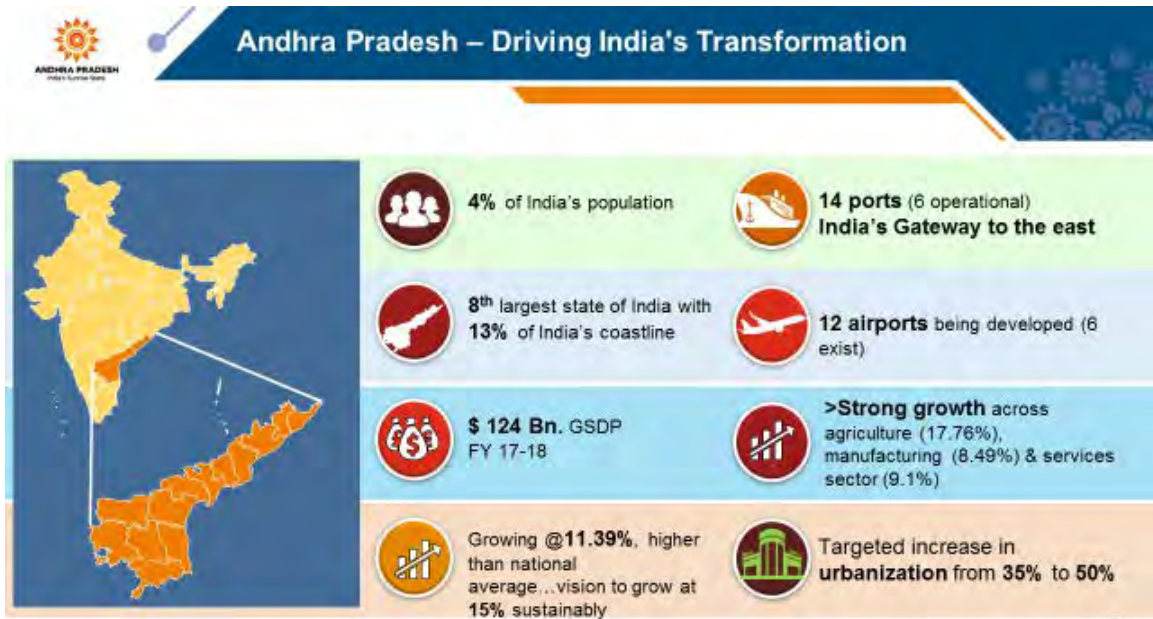 Andhra Pradesh – Driving India's Transformation
ANDHRA PRADESH
India's Sunrise State
4% of India's population
14 ports (6 operational)
India's Gateway to the east
8th largest state of India with
13% of India's coastline
12 airports being developed (6
exist)
$ 124 Bn. GSDP
FY 17-18
>Strong growth across
agriculture (17.76%),
manufacturing (8.49%) & services
sector (9.1%)
Growing @11.39%, higher
than national
average…vision to grow at
15% sustainably
Targeted increase in
urbanization from 35% to 50%